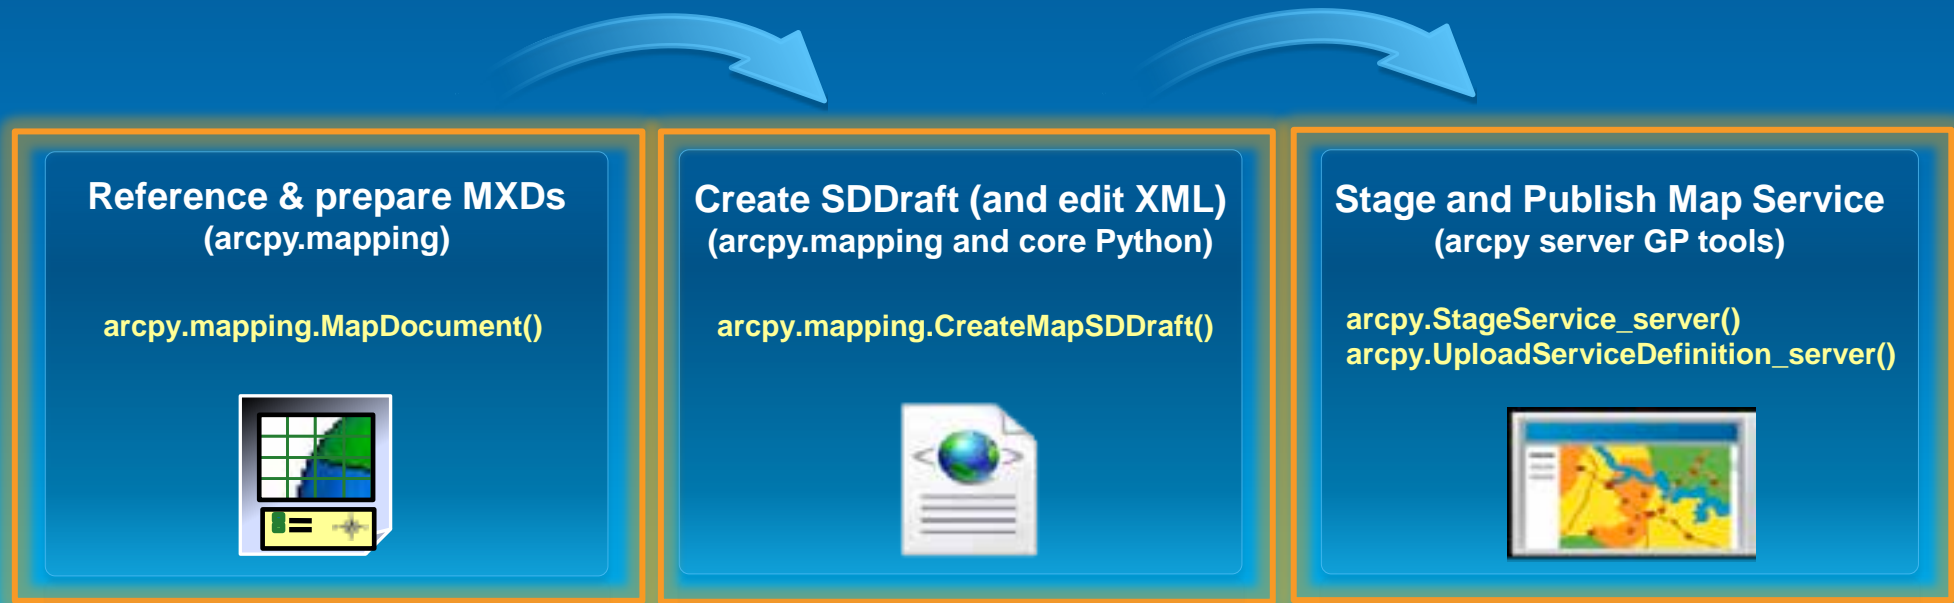 Reference & prepare MXDs
(arcpy.mapping)
arcpy.mapping.MapDocument()
Create SDDraft (and edit XML)
(arcpy.mapping and core Python)
arcpy.mapping.CreateMapSDDraft()
Stage and Publish Map Service
(arcpy server GP tools)
arcpy.StageService_server()
arcpy.UploadServiceDefinition_server()